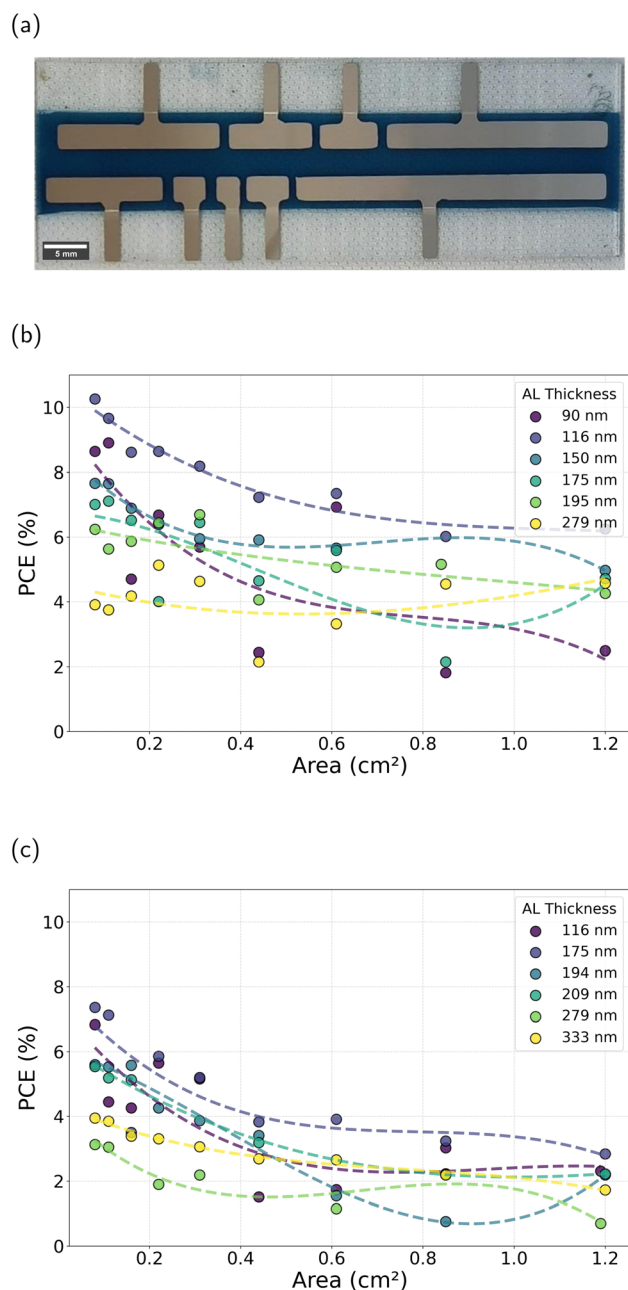 (a)
5 mm
(b)
PCE (%)
10
8
6
4
2
0
AL Thickness
90 nm
116 nm
150 nm
175 nm
195 nm
279 nm
0.2 0.4 0.6 0.8 1.0 1.2
Area (cm²)
(c)
PCE (%)
10
8
6
4
2
0
AL Thickness
116 nm
175 nm
194 nm
209 nm
279 nm
333 nm
0.2 0.4 0.6 0.8 1.0 1.2
Area (cm²)